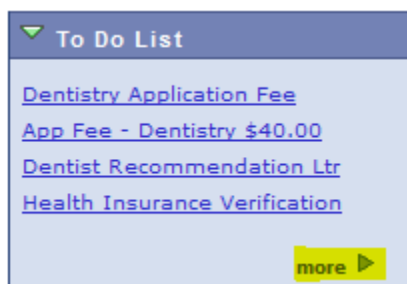 To Do List
Dentistry Application Fee
App Fee - Dentistry $40.00
Dentist Recommendation Ltr
Health Insurance Verification
more